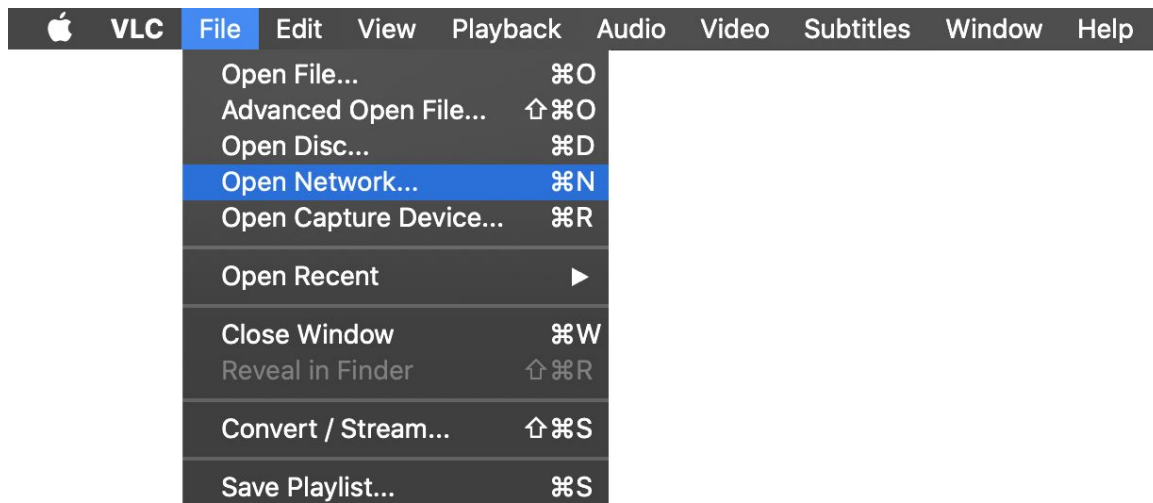 VLC File Edit View Playback Audio Video Subtitles Window Help
Open File... ⌘O
Advanced Open File... ⇧⌘O
Open Disc... ⌘D
Open Network... ⌘N
Open Capture Device... ⌘R
Open Recent ▶
Close Window ⌘W
Reveal in Finder ⇧⌘R
Convert / Stream... ⇧⌘S
Save Playlist... ⌘S